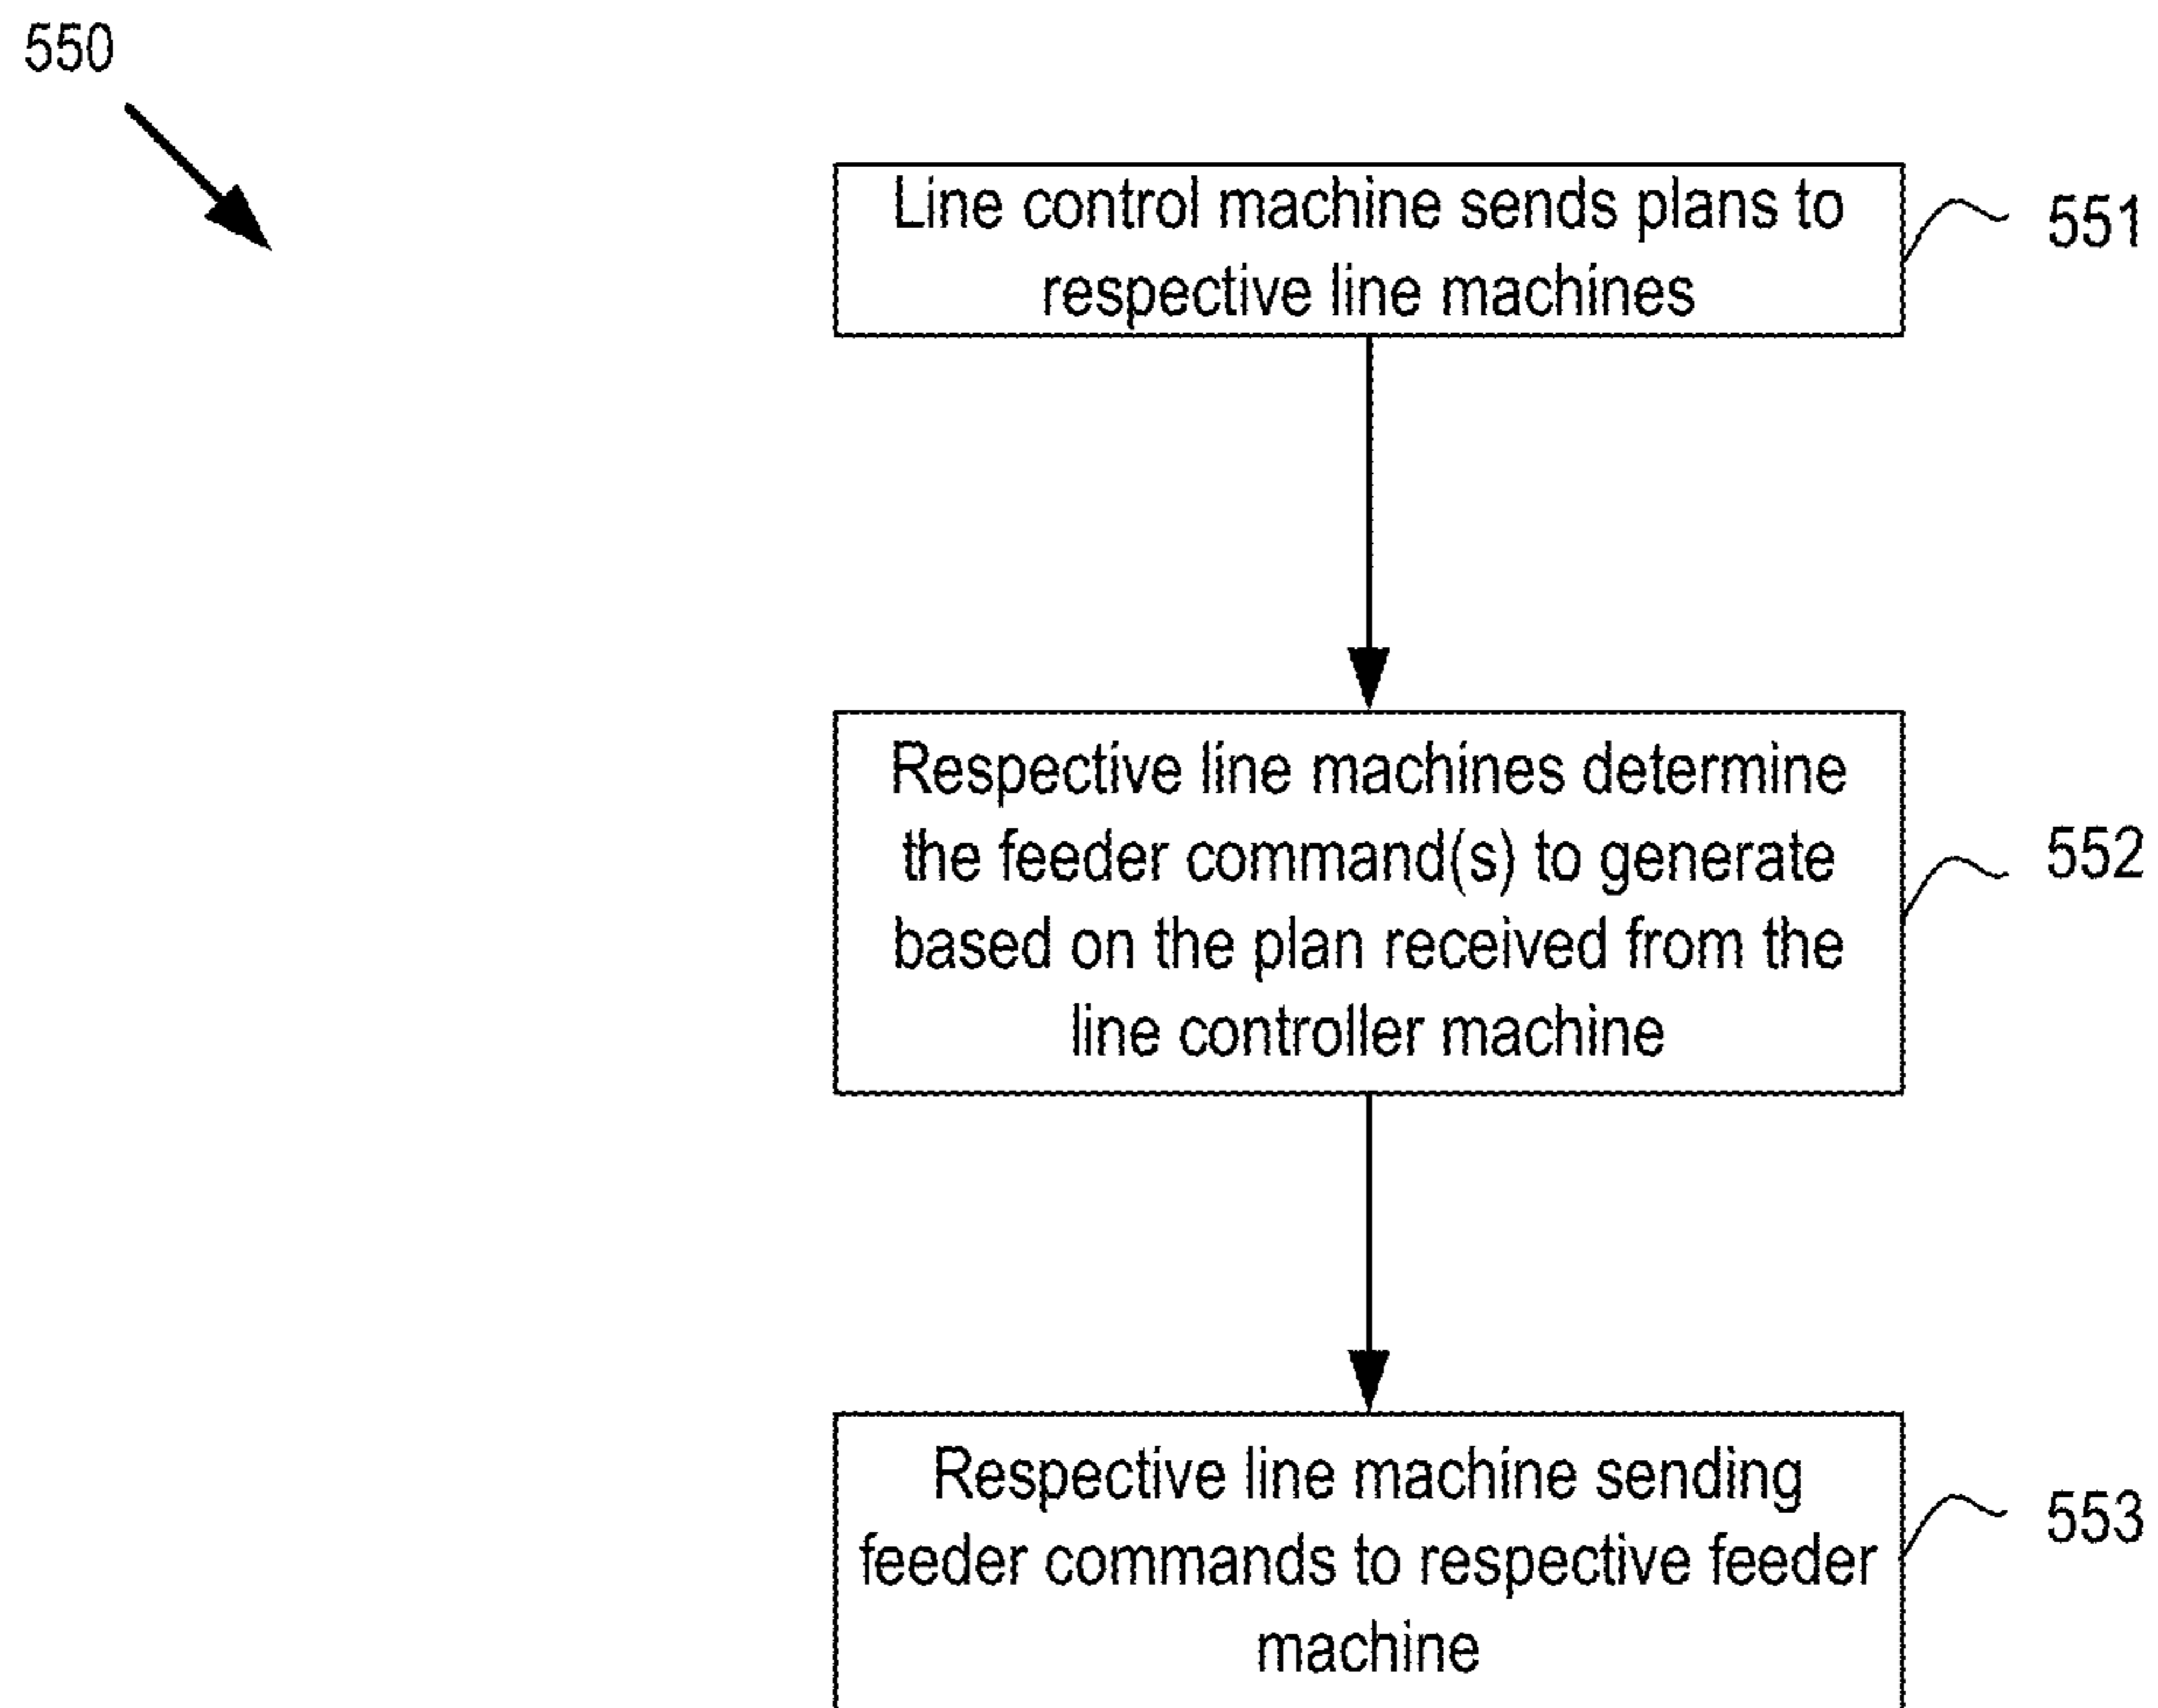 550
Line control machine sends plans to
respective line machines
551
Respective line machines determine
the feeder command(s) to generate
based on the plan received from the
line controller machine
552
Respective line machine sending
feeder commands to respective feeder
machine
553